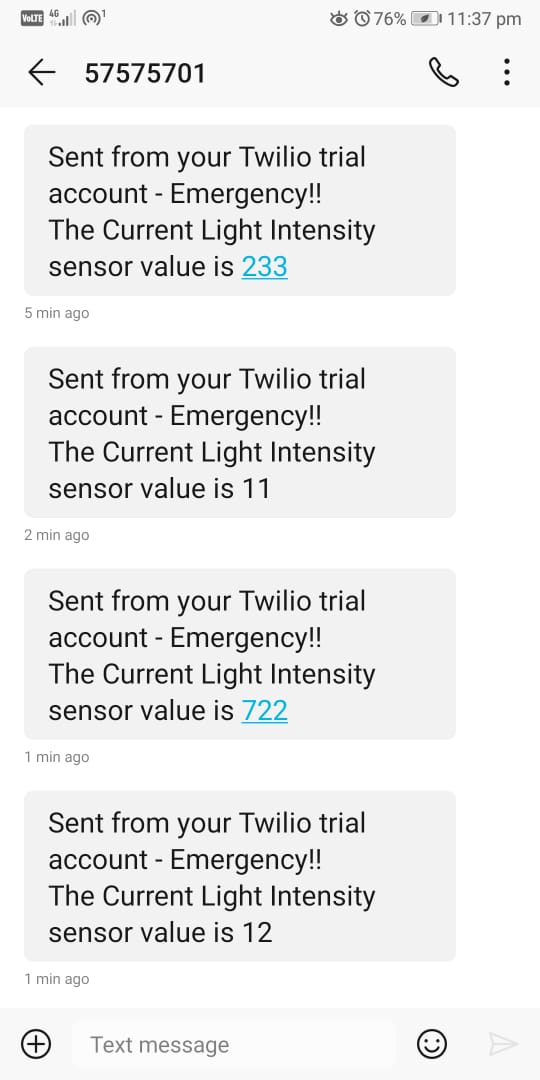 VoLTE 4G 1 76% 11:37 pm
57575701
Sent from your Twilio trial
account - Emergency!!
The Current Light Intensity
sensor value is 233
5 min ago
Sent from your Twilio trial
account - Emergency!!
The Current Light Intensity
sensor value is 11
2 min ago
Sent from your Twilio trial
account - Emergency!!
The Current Light Intensity
sensor value is 722
1 min ago
Sent from your Twilio trial
account - Emergency!!
The Current Light Intensity
sensor value is 12
1 min ago
Text message